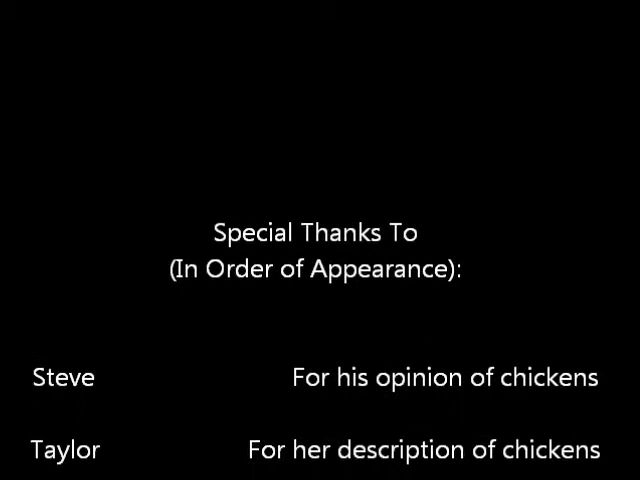 Special Thanks To
(In Order of Appearance):
Steve For his opinion of chickens
Taylor For her description of chickens